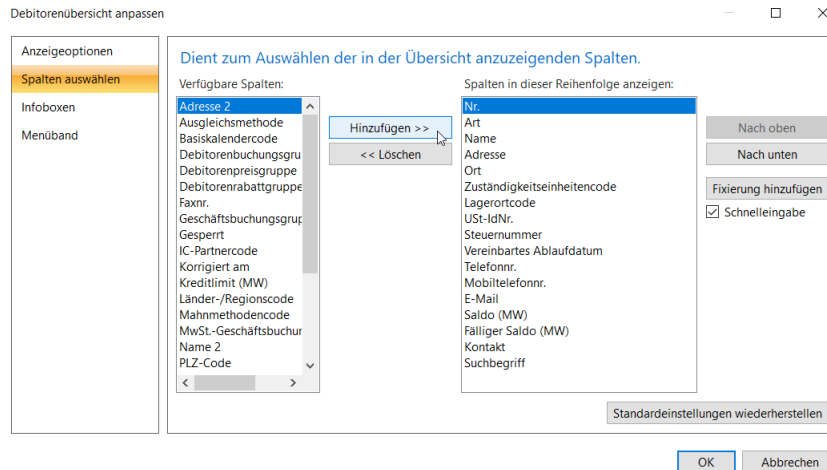 Debitorenübersicht anpassen
Anzeigeoptionen
Spalten auswählen
Infoboxen
Menüband
Dient zum Auswählen der in der Übersicht anzuzeigenden Spalten.
Verfügbare Spalten:
Adresse 2
Ausgleichsmethode
Basiskalendercode
Debitorenbuchungsgru
Debitorenpreisgruppe
Debitorenrabattgruppe
Faxnr.
Geschäftsbuchungsgrup
Gesperrt
IC-Partnercode
Korrigiert am
Kreditlimit (MW)
Länder-/Regionscode
Mahnmethodencode
MwSt.-Geschäftsbuchur
Name 2
PLZ-Code
Hinzufügen >>
<< Löschen
Spalten in dieser Reihenfolge anzeigen:
Nr.
Art
Name
Adresse
Ort
Zuständigkeitseinheitencode
Lagerortcode
USt-IdNr.
Steuernummer
Vereinbartes Ablaufdatum
Telefonnr.
Mobiltelefonnr.
E-Mail
Saldo (MW)
Fälliger Saldo (MW)
Kontakt
Suchbegriff
Nach oben
Nach unten
Fixierung hinzufügen
Schnelleingabe
Standardeinstellungen wiederherstellen
OK
Abbrechen